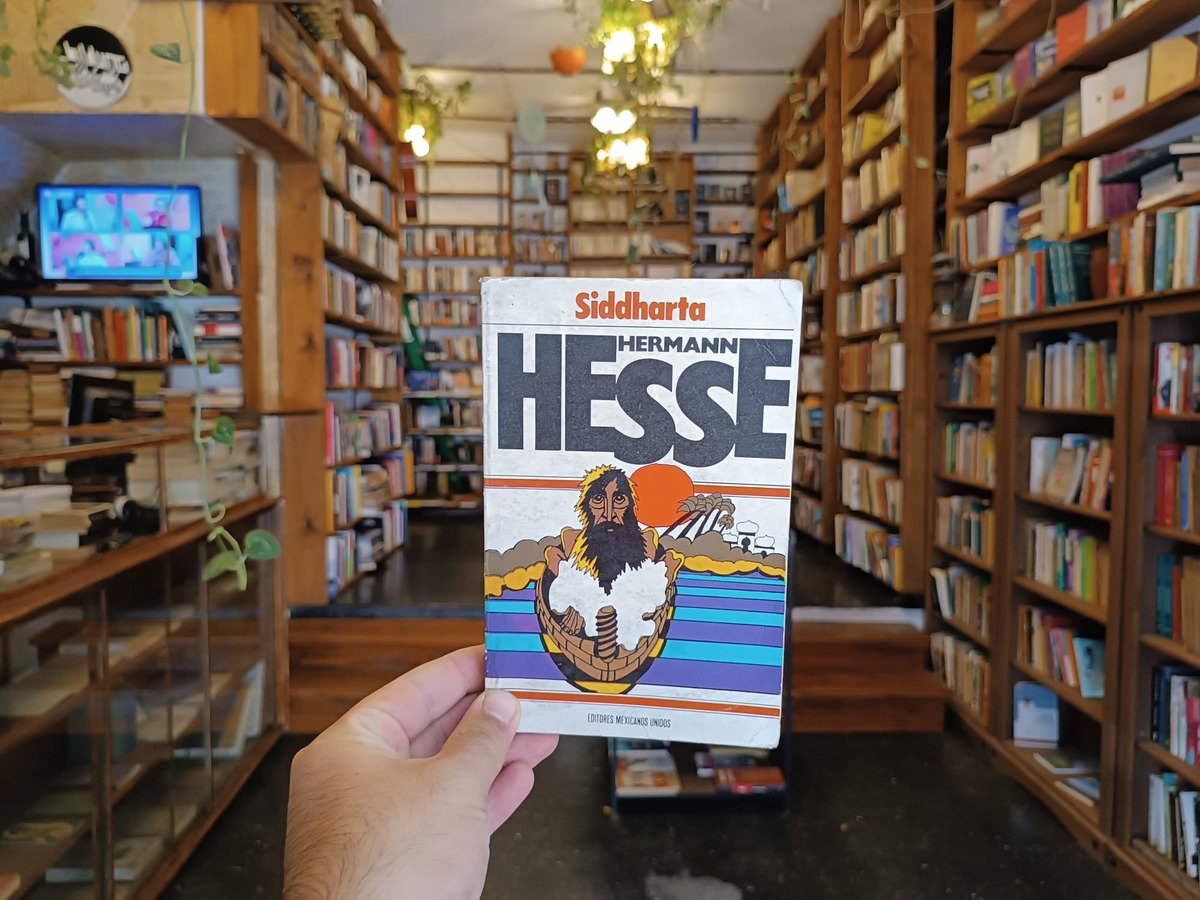 Siddharta
HERMANN
HESSE
EDITORES MEXICANOS UNIDOS